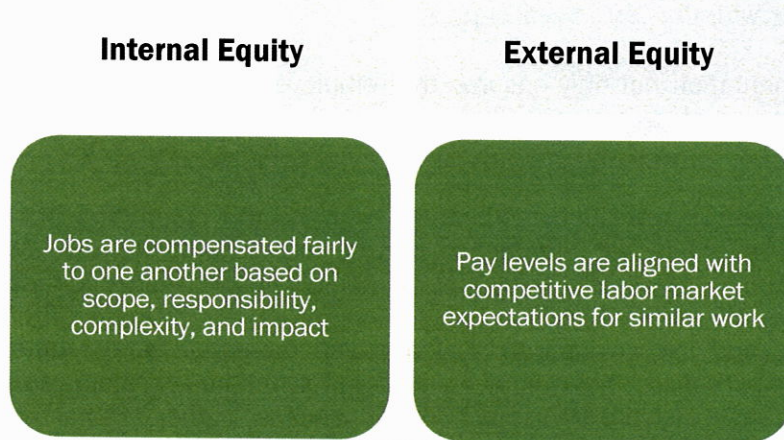 Internal Equity
External Equity
Jobs are compensated fairly
to one another based on
scope, responsibility,
complexity, and impact
Pay levels are aligned with
competitive labor market
expectations for similar work